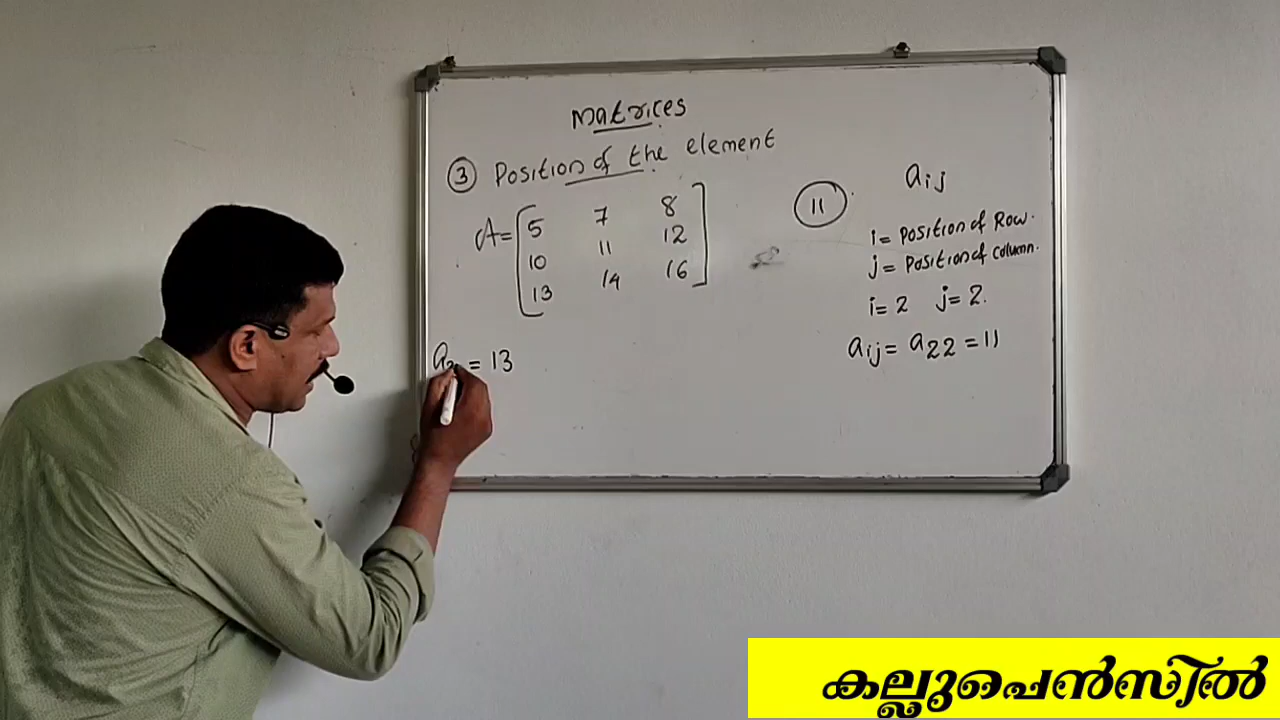 Matrices
③ Position of the element
A = [ 5 7 8
10 11 12
13 14 16 ]
a3 = 13
11
aij
i = Position of Row.
j = Position of Column.
i = 2 j = 2.
aij = a22 = 11
കല്ലുപെൻസിൽ